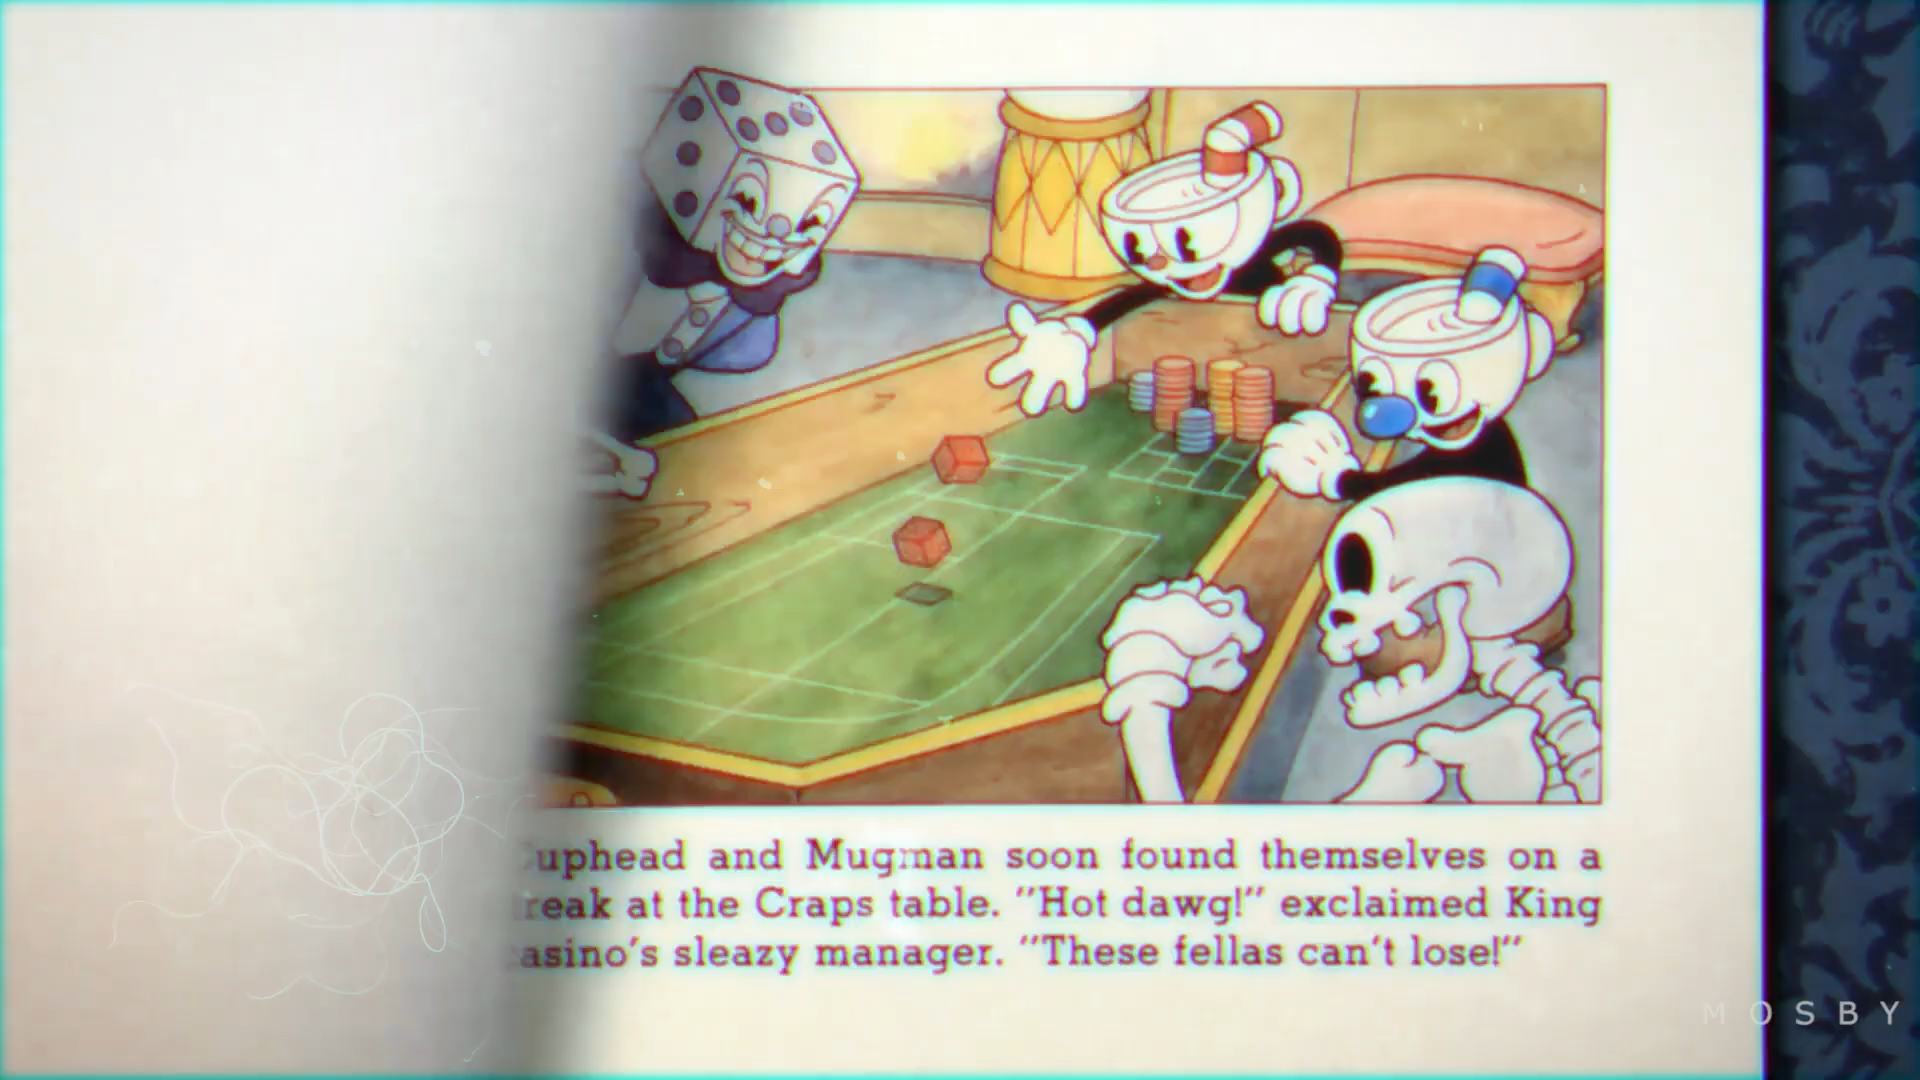 uphead and Mugman soon found themselves on a
reak at the Craps table. "Hot dawg!" exclaimed King
asino's sleazy manager. "These fellas can't lose!"
MOSBY